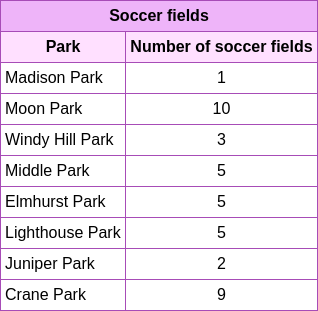 Soccer fields
Park Number of soccer fields
Madison Park 1
Moon Park 10
Windy Hill Park 3
Middle Park 5
Elmhurst Park 5
Lighthouse Park 5
Juniper Park 2
Crane Park 9